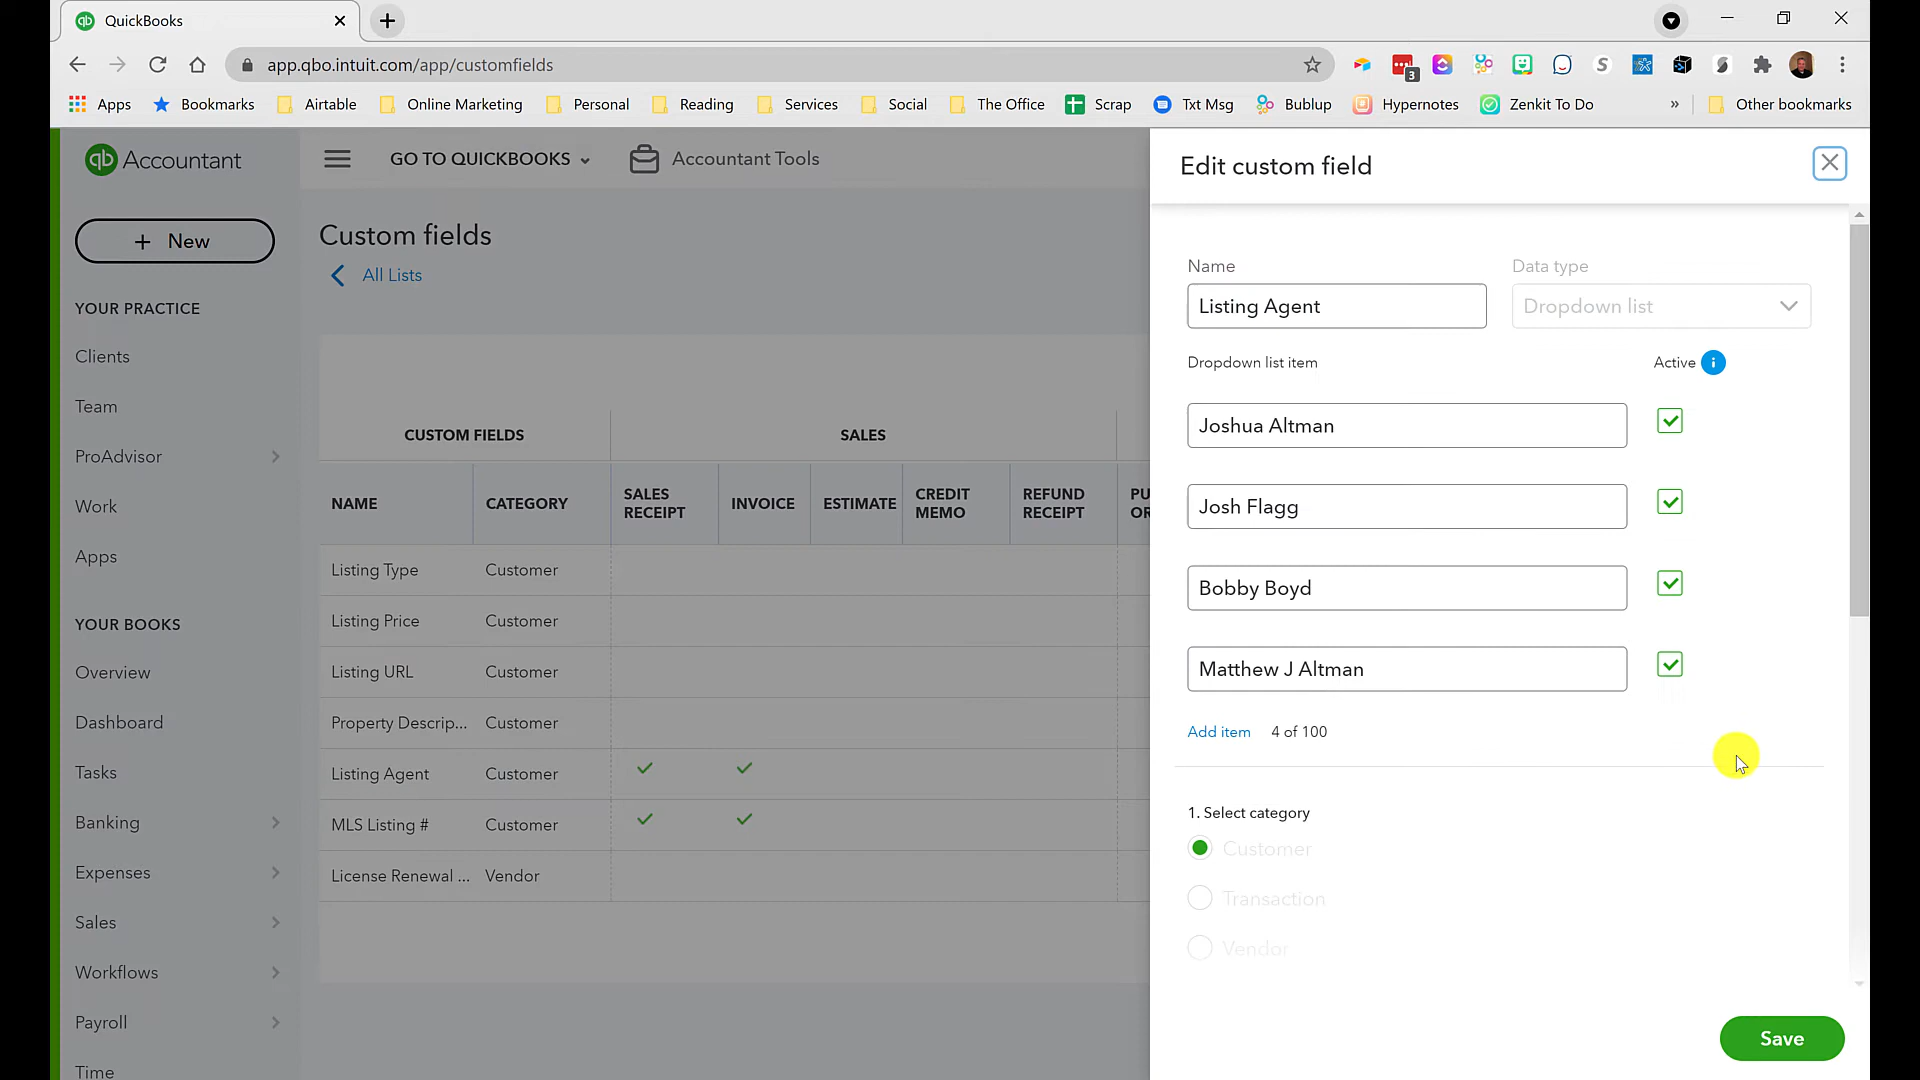 QuickBooks
app.qbo.intuit.com/app/customfields
3
Apps Bookmarks Airtable Online Marketing Personal Reading Services Social The Office Scrap Txt Msg Bublup Hypernotes Zenkit To Do » Other bookmarks
qb Accountant
GO TO QUICKBOOKS
Accountant Tools
+ New
YOUR PRACTICE
Clients
Team
ProAdvisor
Work
Apps
YOUR BOOKS
Overview
Dashboard
Tasks
Banking
Expenses
Sales
Workflows
Payroll
Time
Custom fields
All Lists
CUSTOM FIELDS SALES
NAME CATEGORY SALES RECEIPT INVOICE ESTIMATE CREDIT MEMO REFUND RECEIPT PU OR
Listing Type Customer
Listing Price Customer
Listing URL Customer
Property Descrip... Customer
Listing Agent Customer
MLS Listing # Customer
License Renewal ... Vendor
Edit custom field
Name Data type
Listing Agent Dropdown list
Dropdown list item Active i
Joshua Altman
Josh Flagg
Bobby Boyd
Matthew J Altman
Add item 4 of 100
1. Select category
Customer
Transaction
Vendor
Save